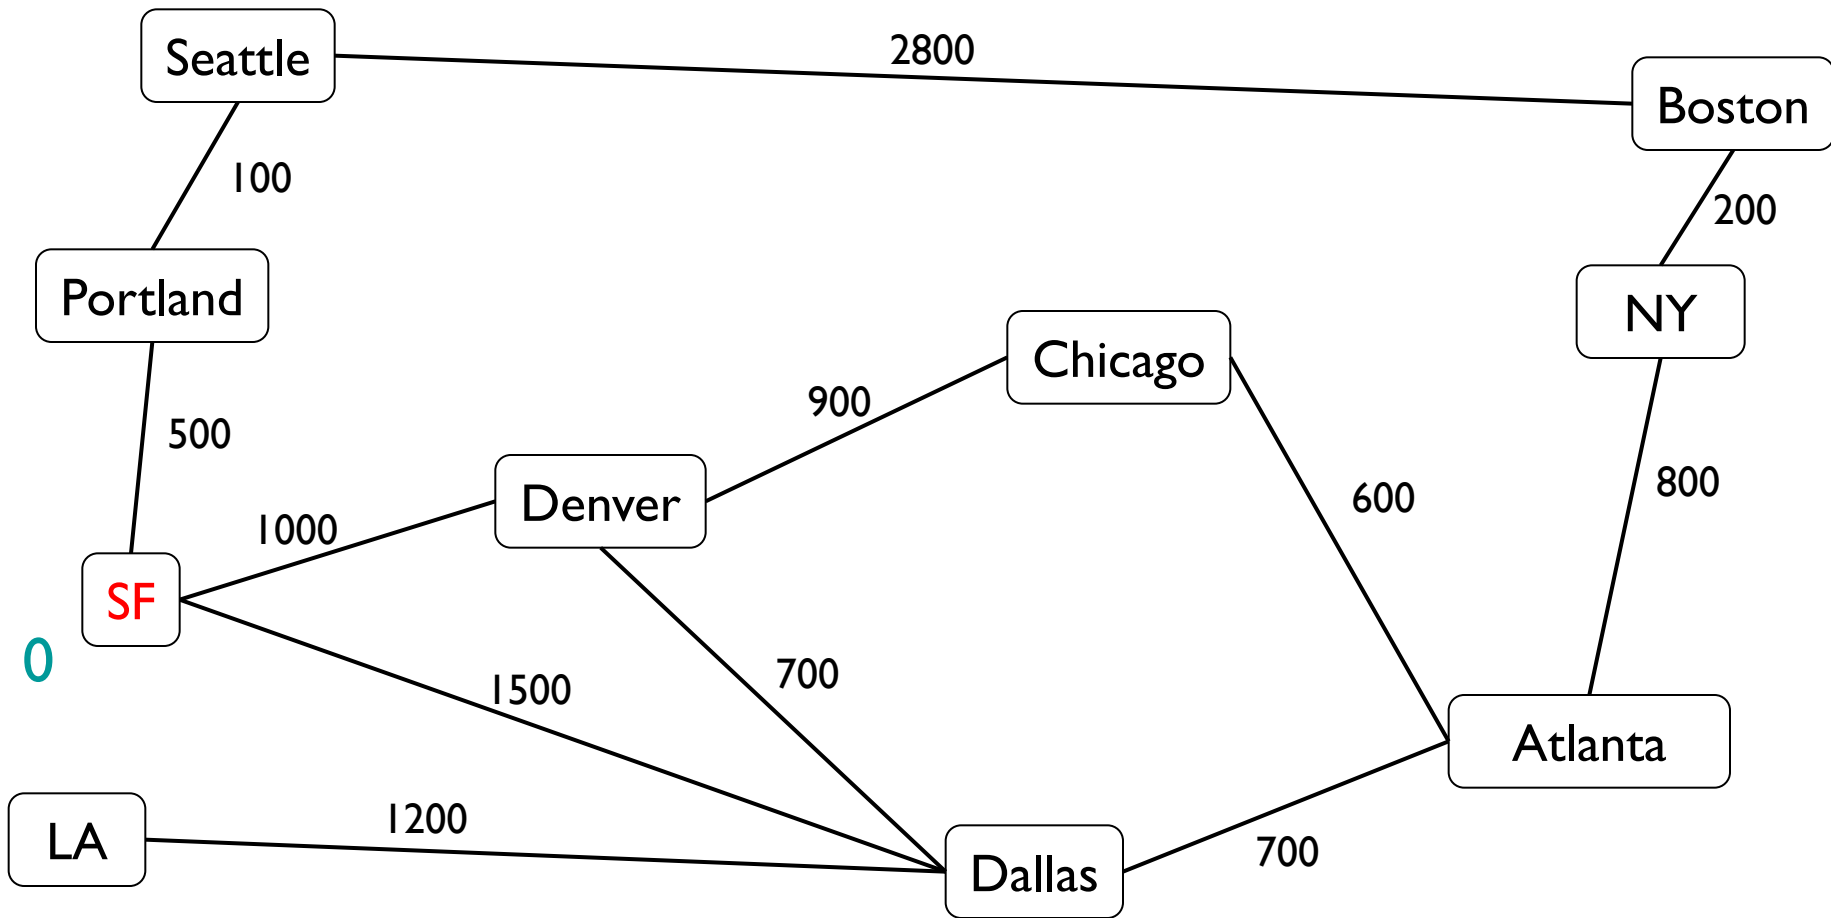 Seattle
2800
Boston
100
200
Portland
NY
Chicago
900
500
800
600
Denver
1000
SF
0
700
1500
Atlanta
1200
LA
700
Dallas